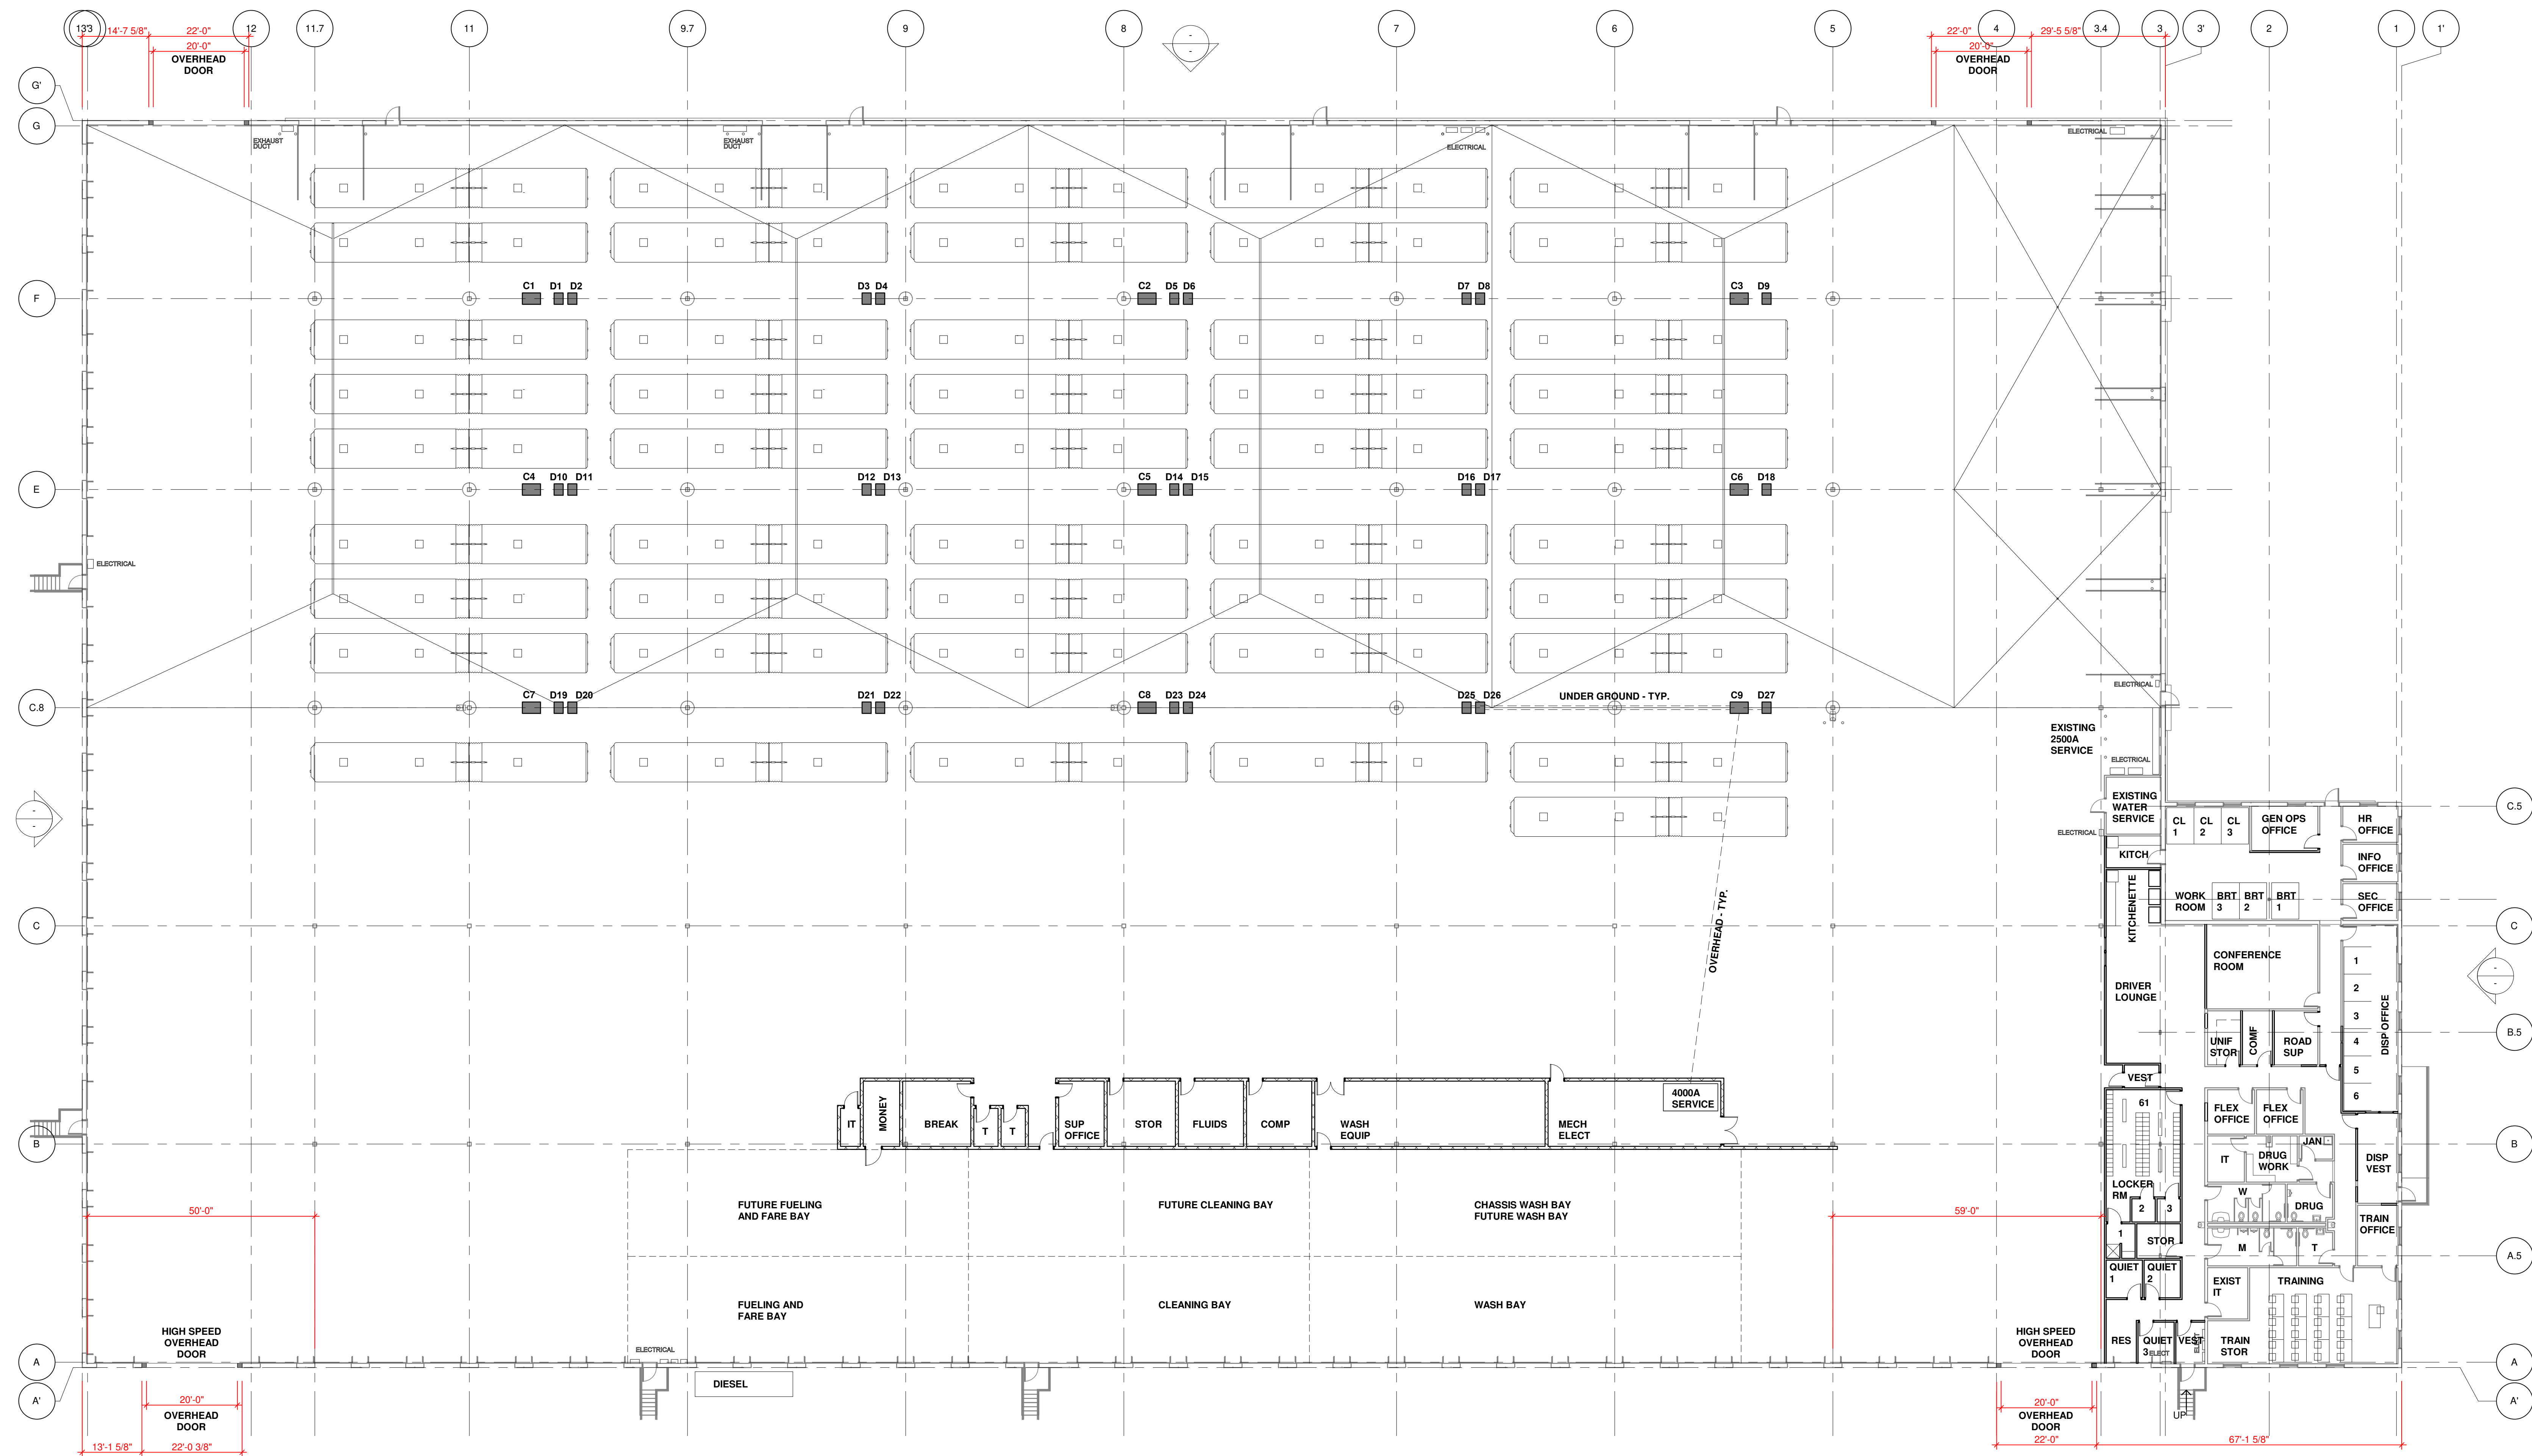 13'3
12
11.7
11
9.7
9
8
7
6
5
4
3.4
3
3'
2
1
1'
14'-7 5/8"
22'-0"
20'-0"
OVERHEAD
DOOR
22'-0"
29'-5 5/8"
20'-0"
OVERHEAD
DOOR
-
-
G'
G
EXHAUST
DUCT
EXHAUST
DUCT
ELECTRICAL
ELECTRICAL
F
C1
D1
D2
D3
D4
C2
D5
D6
D7
D8
C3
D9
E
C4
D10
D11
D12
D13
C5
D14
D15
D16
D17
C6
D18
ELECTRICAL
C.8
C7
D19
D20
D21
D22
C8
D23
D24
D25
D26
UNDER GROUND - TYP.
C9
D27
ELECTRICAL
EXISTING
2500A
SERVICE
ELECTRICAL
-
-
EXISTING
WATER
SERVICE
ELECTRICAL
CL
1
CL
2
CL
3
GEN OPS
OFFICE
HR
OFFICE
C.5
KITCH
INFO
OFFICE
KITCHENETTE
WORK
ROOM
BRT
3
BRT
2
BRT
1
SEC
OFFICE
OVERHEAD - TYP.
C
C
CONFERENCE
ROOM
DRIVER
LOUNGE
1
2
3
4
5
6
DISP OFFICE
-
-
UNIF
STOR
COMF
ROAD
SUP
B.5
VEST
4000A
SERVICE
61
FLEX
OFFICE
FLEX
OFFICE
IT
MONEY
BREAK
T
T
SUP
OFFICE
STOR
FLUIDS
COMP
WASH
EQUIP
MECH
ELECT
B
B
IT
DRUG
WORK
JAN
DISP
VEST
LOCKER
RM
W
DRUG
2
3
TRAIN
OFFICE
50'-0"
FUTURE FUELING
AND FARE BAY
FUTURE CLEANING BAY
CHASSIS WASH BAY
FUTURE WASH BAY
59'-0"
1
STOR
M
T
A.5
QUIET
1
QUIET
2
EXIST
IT
TRAINING
FUELING AND
FARE BAY
CLEANING BAY
WASH BAY
HIGH SPEED
OVERHEAD
DOOR
HIGH SPEED
OVERHEAD
DOOR
RES
QUIET
3
ELECT
VEST
ELECT
TRAIN
STOR
ELECTRICAL
A
A
A'
A'
DIESEL
UP
20'-0"
OVERHEAD
DOOR
13'-1 5/8"
22'-0 3/8"
20'-0"
OVERHEAD
DOOR
22'-0"
67'-1 5/8"